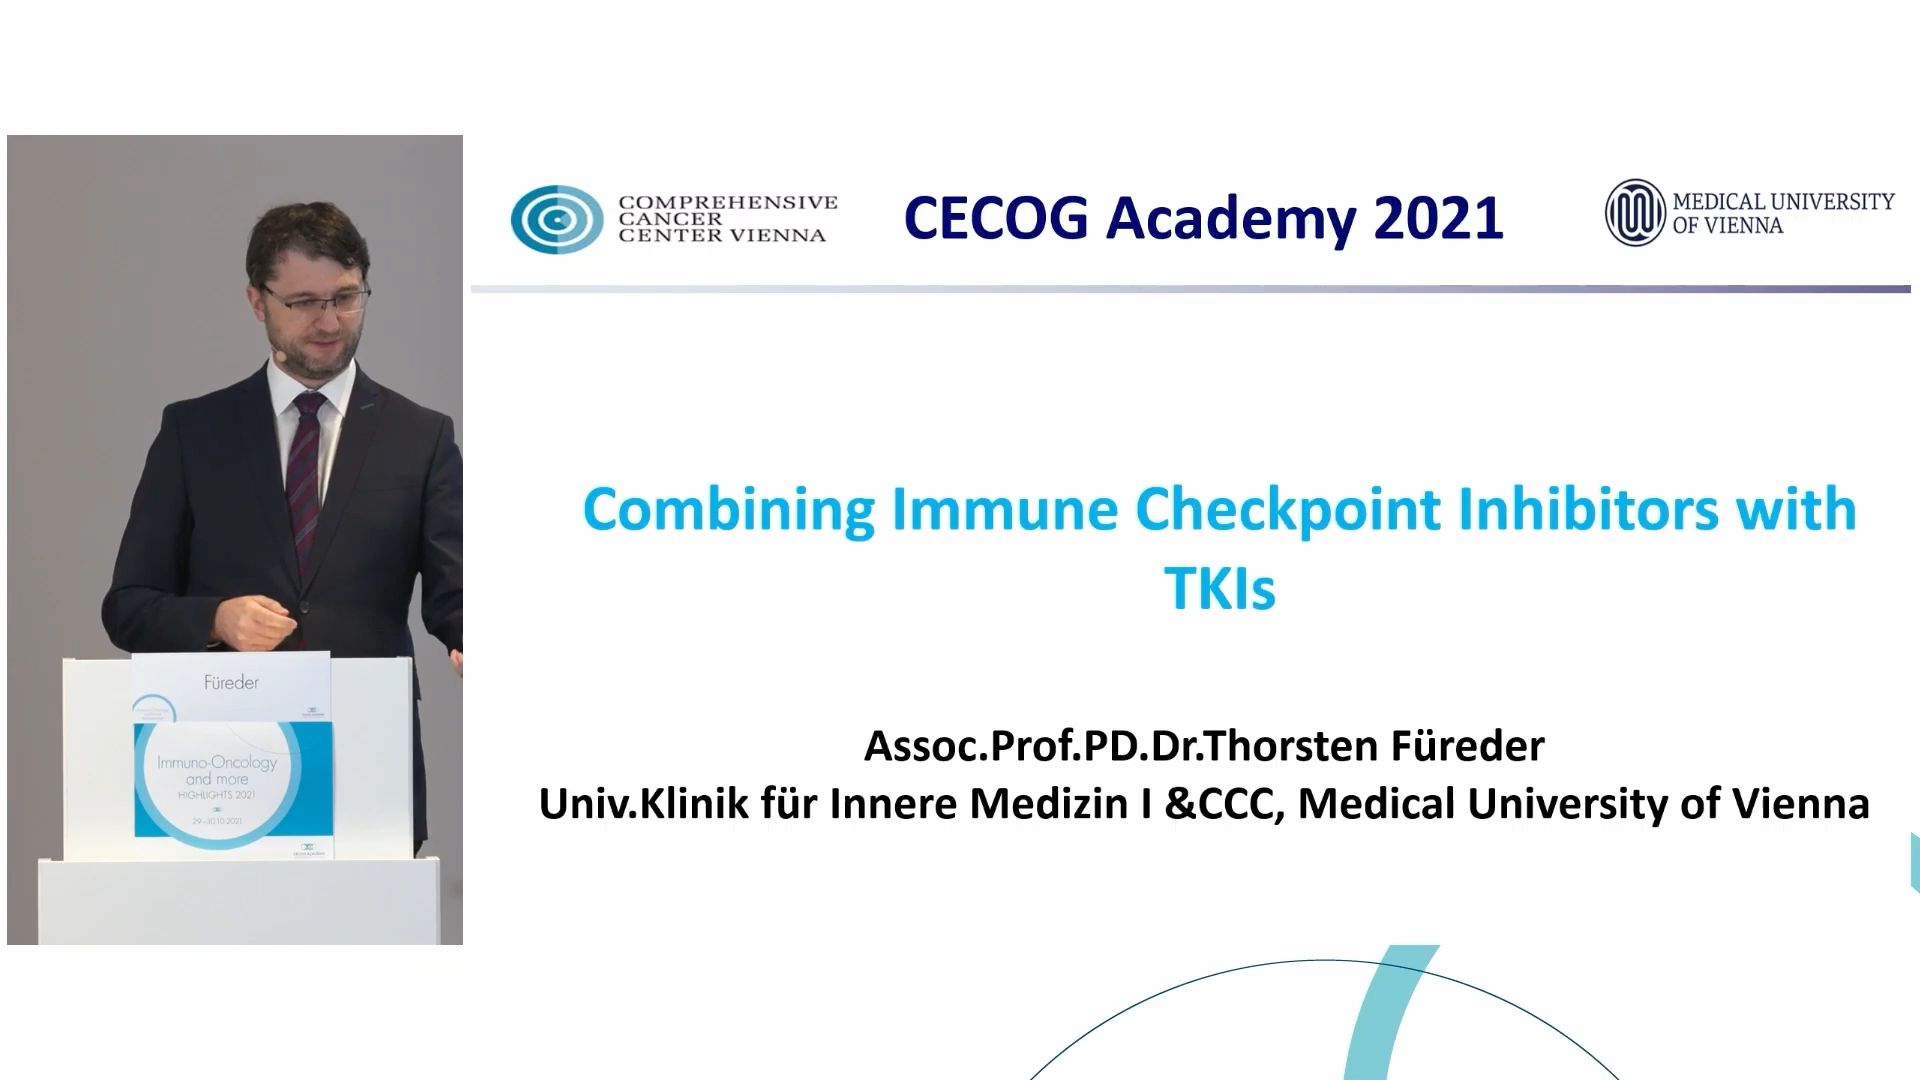 COMPREHENSIVE
CANCER
CENTER VIENNA
CECOG Academy 2021
MEDICAL UNIVERSITY
OF VIENNA
Combining Immune Checkpoint Inhibitors with
TKIs
Assoc.Prof.PD.Dr.Thorsten Füreder
Univ.Klinik für Innere Medizin I &CCC, Medical University of Vienna
Füreder
Immuno-Oncology
and more
HIGHLIGHTS 2021
29–30.10.2021